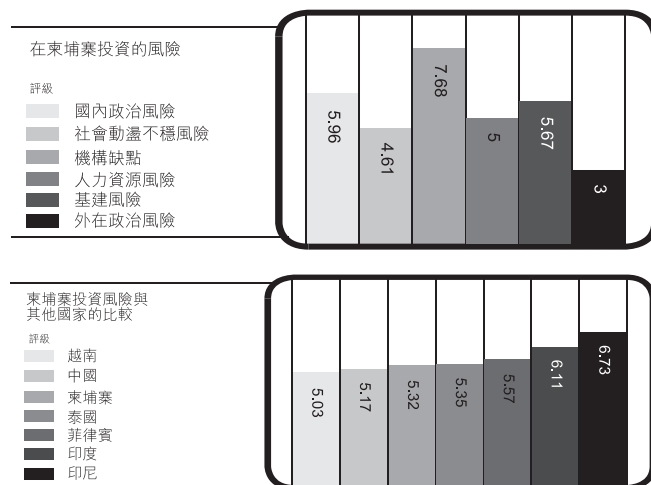 在柬埔寨投資的風險
評級
國內政治風險
社會動盪不穩風險
機構缺點
人力資源風險
基建風險
外在政治風險
5.96
4.61
7.68
5
5.67
3
柬埔寨投資風險與
其他國家的比較
評級
越南
中國
柬埔寨
泰國
菲律賓
印度
印尼
5.03
5.17
5.32
5.35
5.57
6.11
6.73